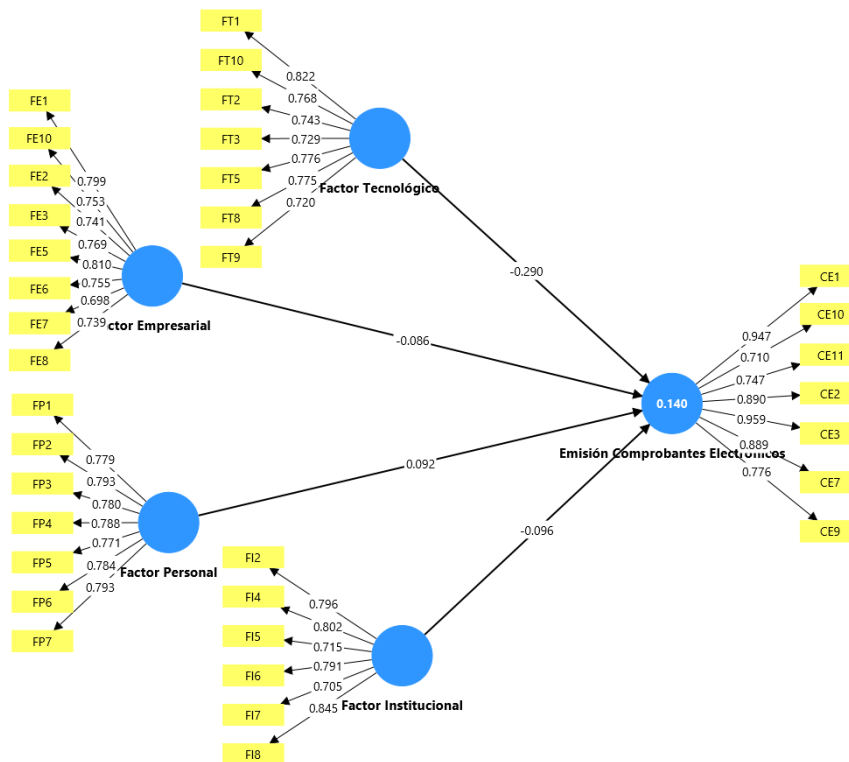 FT1
FT10
FT2
FT3
FT5
FT8
FT9
0.822
0.768
0.743
0.729
0.776
0.775
0.720
Factor Tecnológico
FE1
FE10
FE2
FE3
FE5
FE6
FE7
FE8
0.799
0.753
0.741
0.769
0.810
0.755
0.698
0.739
ctor Empresarial
-0.290
-0.086
0.092
-0.096
CE1
CE10
CE11
CE2
CE3
CE7
CE9
0.947
0.710
0.747
0.890
0.959
0.889
0.776
0.140
Emisión Comprobantes Electrónicos
FP1
FP2
FP3
FP4
FP5
FP6
FP7
0.779
0.793
0.780
0.788
0.771
0.784
0.793
Factor Personal
FI2
FI4
FI5
FI6
FI7
FI8
0.796
0.802
0.715
0.791
0.705
0.845
Factor Institucional